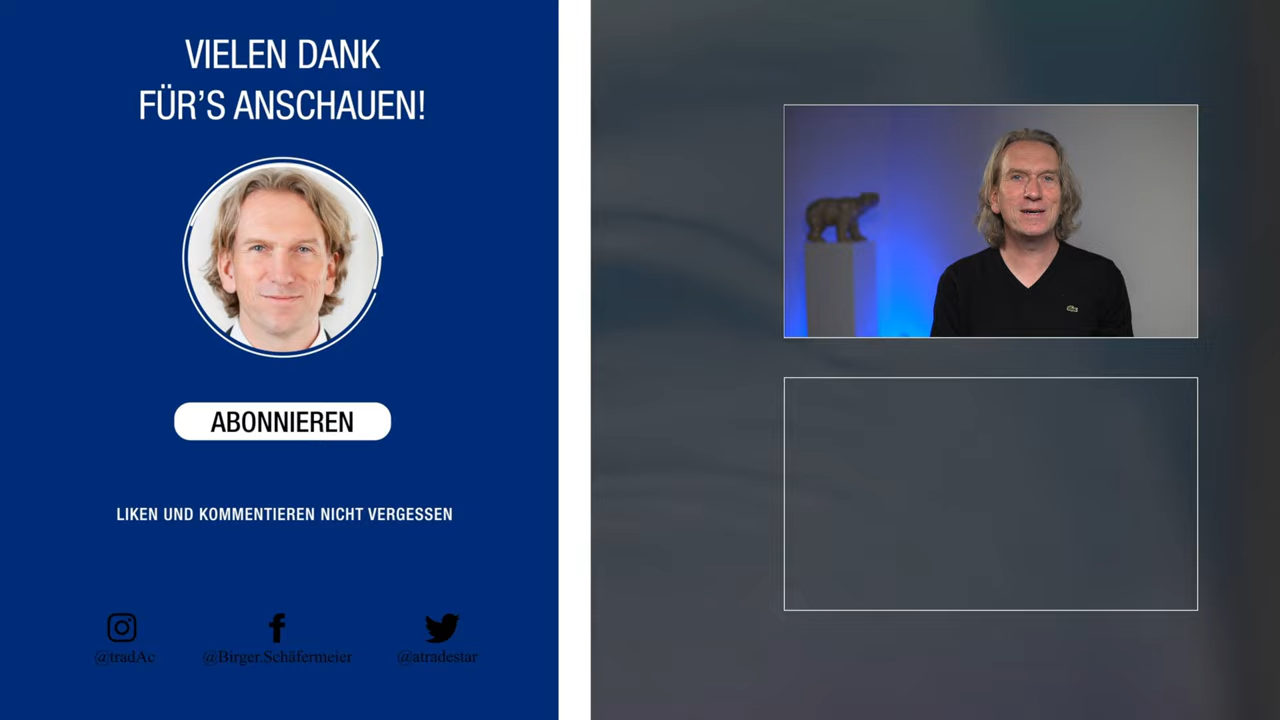 VIELEN DANK
FÜR’S ANSCHAUEN!
ABONNIEREN
LIKEN UND KOMMENTIEREN NICHT VERGESSEN
@tradAc @Birger.Schäfermeier @atradestar